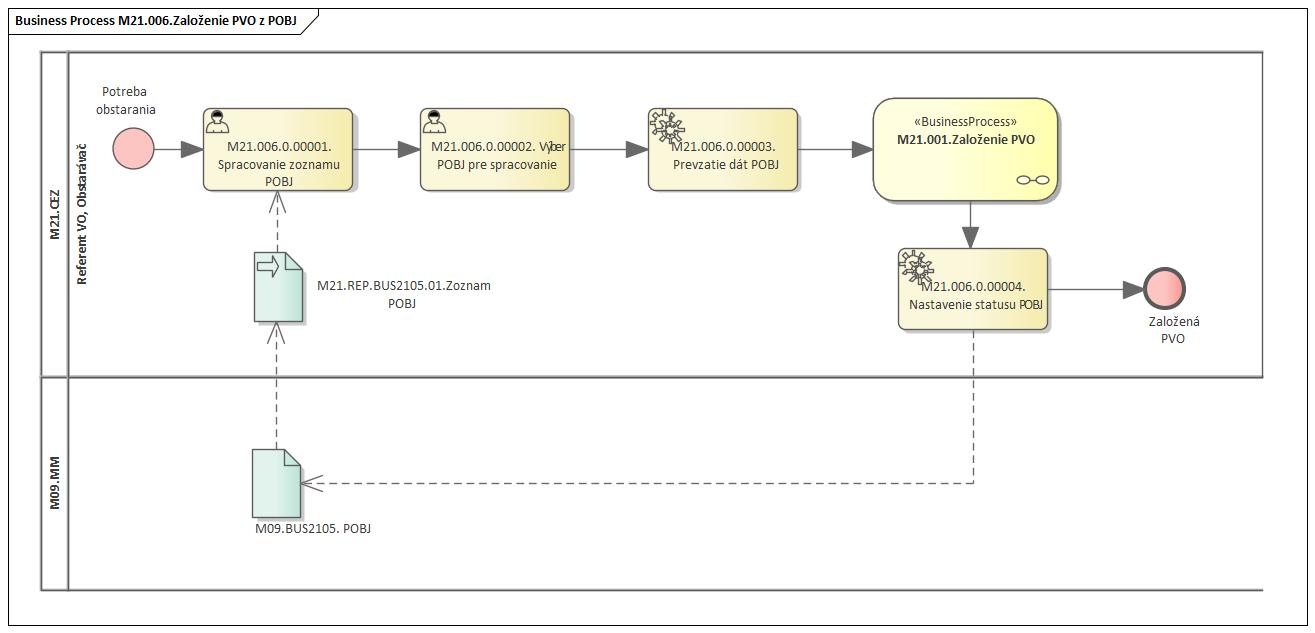 Business Process M21.006.Založenie PVO z POBJ
M21.CEZ
Referent VO, Obstarávač
Potreba
obstarania
M21.006.0.00001.
Spracovanie zoznamu
POBJ
M21.006.0.00002. Výber
POBJ pre spracovanie
M21.006.0.00003.
Prevzatie dát POBJ
«BusinessProcess»
M21.001.Založenie PVO
M21.REP.BUS2105.01.Zoznam
POBJ
M21.006.0.00004.
Nastavenie statusu POBJ
Založená
PVO
M09.MM
M09.BUS2105. POBJ